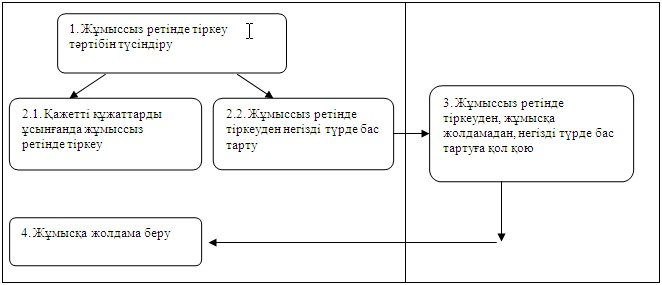 1. Жұмыссыз ретінде тіркеу
тәртібін түсіндіру
2.1. Қажетті құжаттарды
ұсынғанда жұмыссыз
ретінде тіркеу
2.2. Жұмыссыз ретінде
тіркеуден негізді түрде бас
тарту
3. Жұмыссыз ретінде
тіркеуден, жұмысқа
жолдамадан, негізді түрде бас
тартуға қол қою
4. Жұмысқа жолдама беру